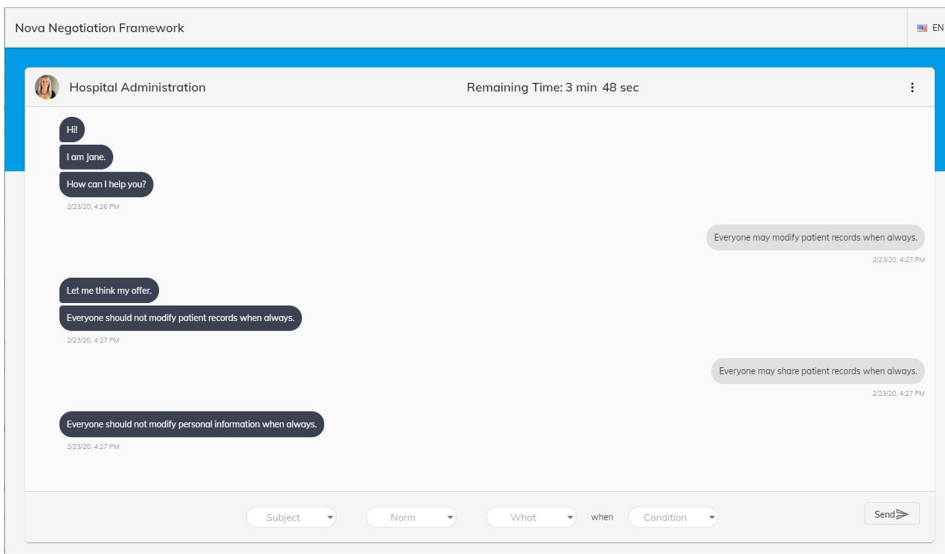 Nova Negotiation Framework
EN
Hospital Administration
Remaining Time: 3 min 48 sec
Hi!
I am Jane.
How can I help you?
2/23/20, 4:26 PM
Everyone may modify patient records when always.
2/23/20, 4:27 PM
Let me think my offer.
Everyone should not modify patient records when always.
2/23/20, 4:27 PM
Everyone may share patient records when always.
2/23/20, 4:27 PM
Everyone should not modify personal information when always.
2/23/20, 4:27 PM
Subject Norm What when Condition Send